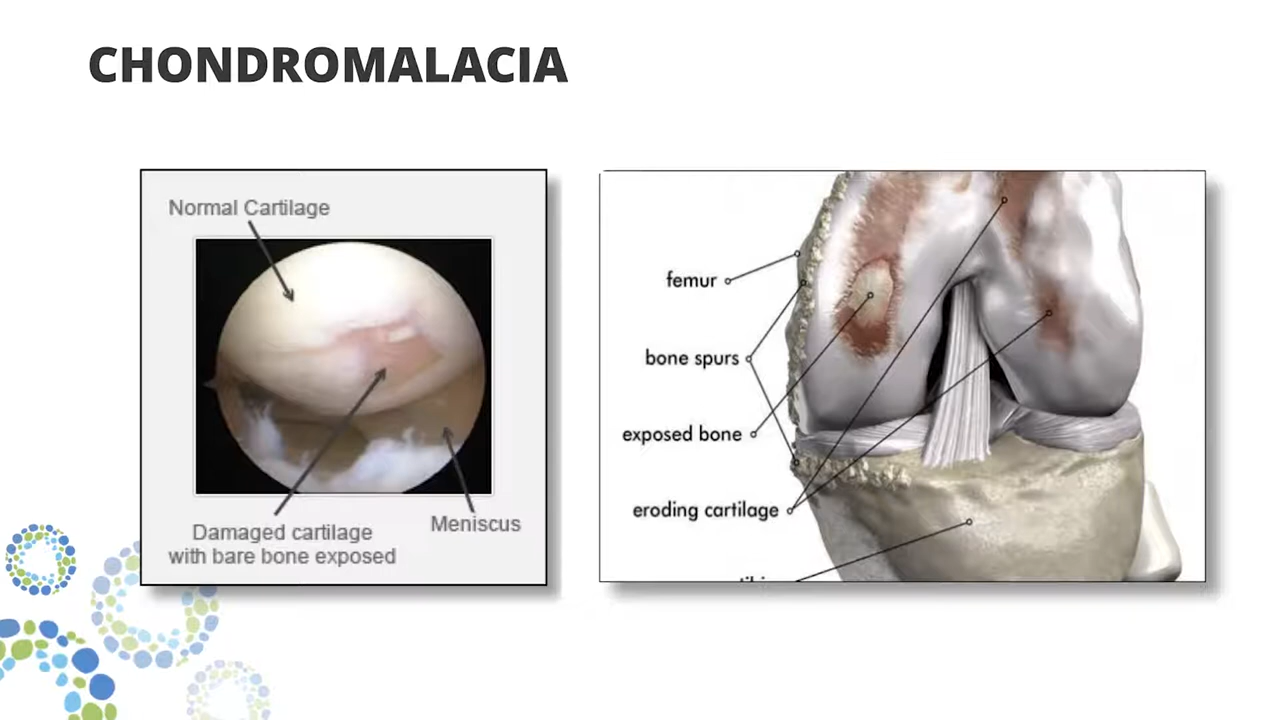 CHONDROMALACIA
Normal Cartilage
Damaged cartilage
with bare bone exposed
Meniscus
femur
bone spurs
exposed bone
eroding cartilage